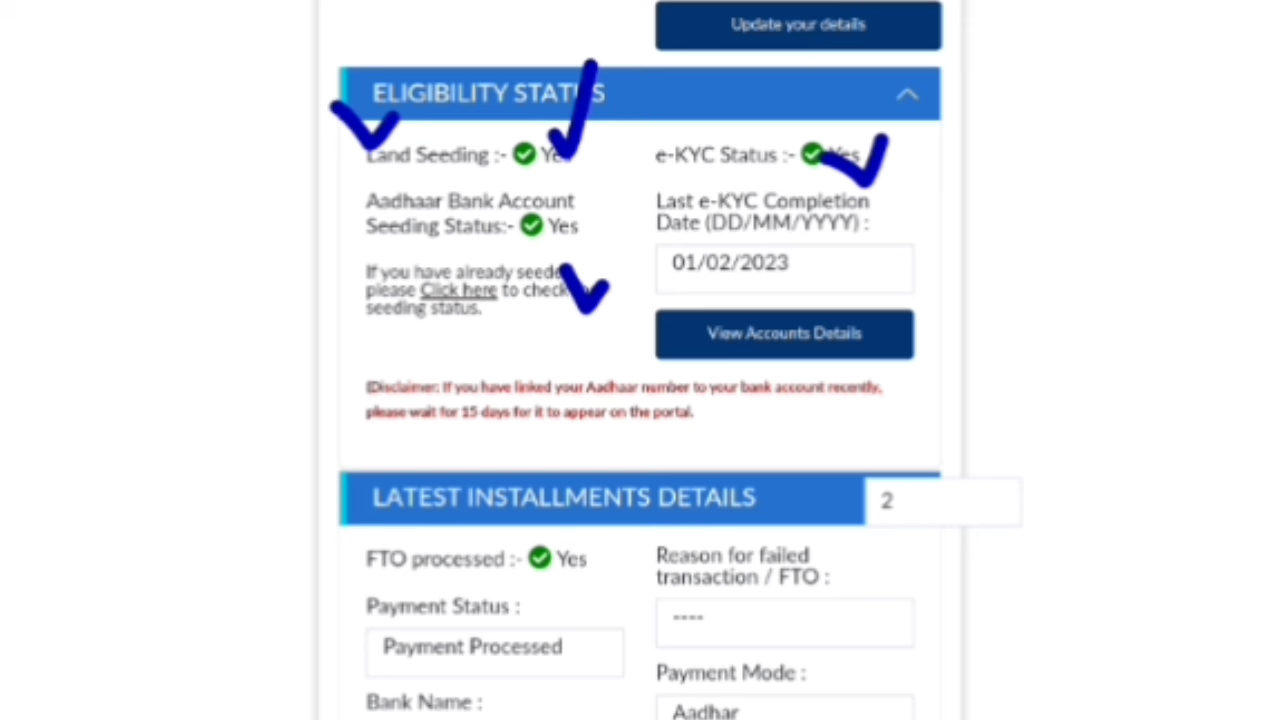 Update your details
ELIGIBILITY STATUS
Land Seeding :- Yes
e-KYC Status :- Yes
Aadhaar Bank Account
Seeding Status:- Yes
Last e-KYC Completion
Date (DD/MM/YYYY) :
01/02/2023
If you have already seede
please Click here to check
seeding status.
View Accounts Details
(Disclaimer: If you have linked your Aadhaar number to your bank account recently,
please wait for 15 days for it to appear on the portal.
LATEST INSTALLMENTS DETAILS
2
FTO processed :- Yes
Reason for failed
transaction / FTO :
----
Payment Status :
Payment Processed
Payment Mode :
Aadhar
Bank Name :